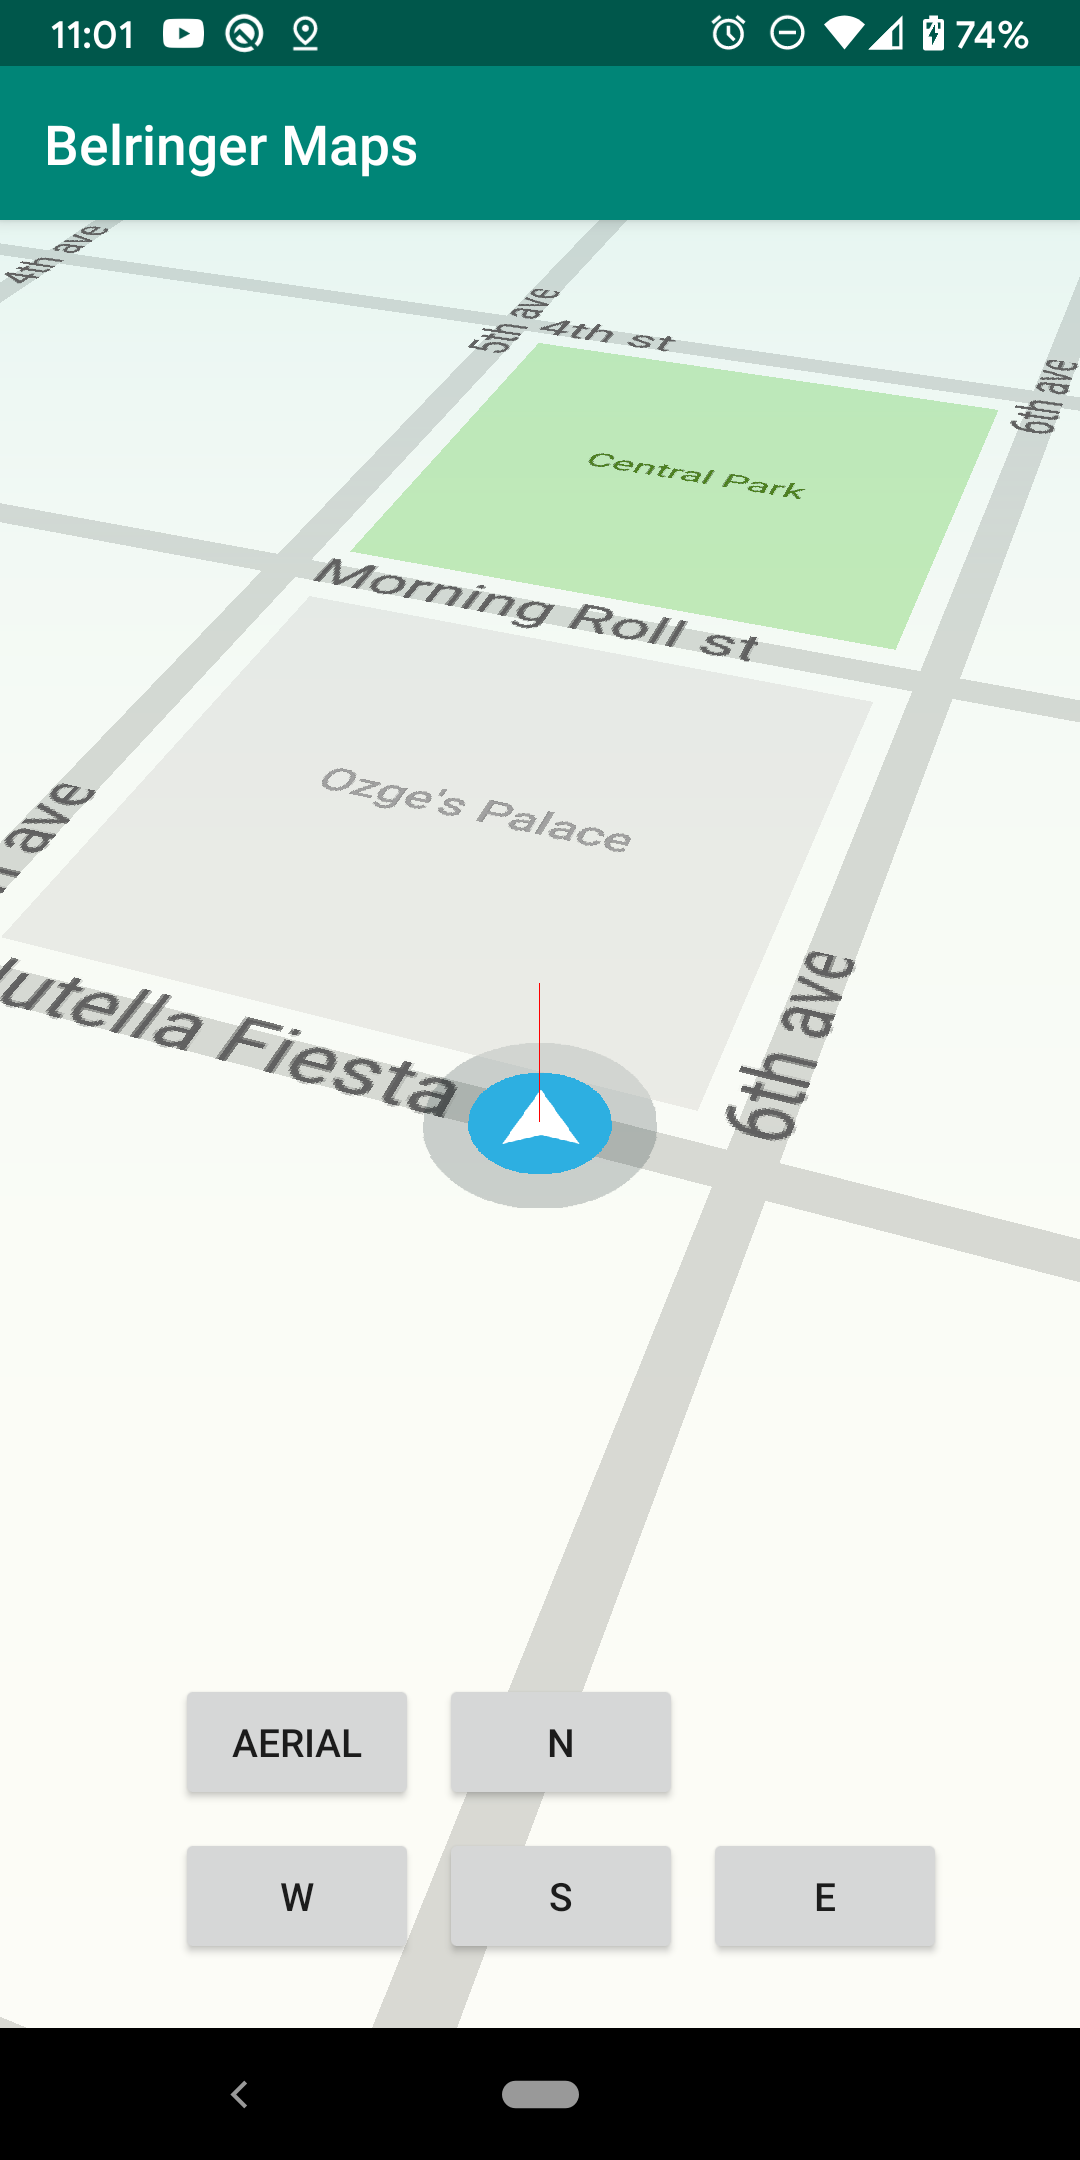 11:01
74%
Belringer Maps
4th ave
5th ave
4th st
6th ave
Central Park
Morning Roll st
Ozge's Palace
ave
Fiesta
6th ave
AERIAL
N
W
S
E